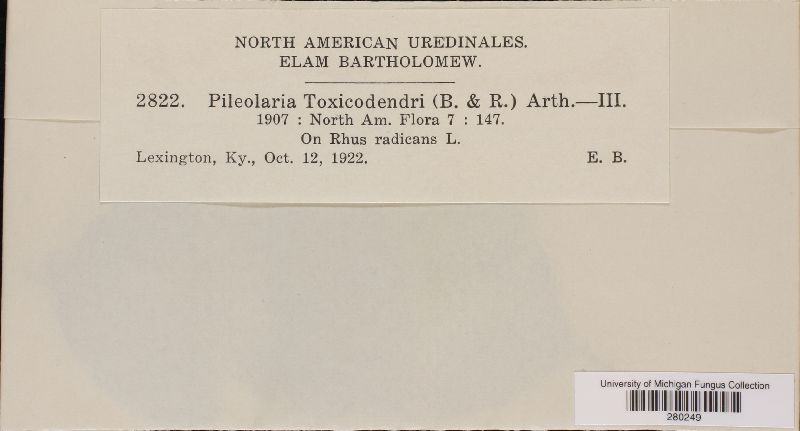 NORTH AMERICAN UREDINALES.
ELAM BARTHOLOMEW.
2822. Pileolaria Toxicodendri (B. & R.) Arth.—III.
1907 : North Am. Flora 7 : 147.
On Rhus radicans L.
Lexington, Ky., Oct. 12, 1922. E. B.
University of Michigan Fungus Collection
280249